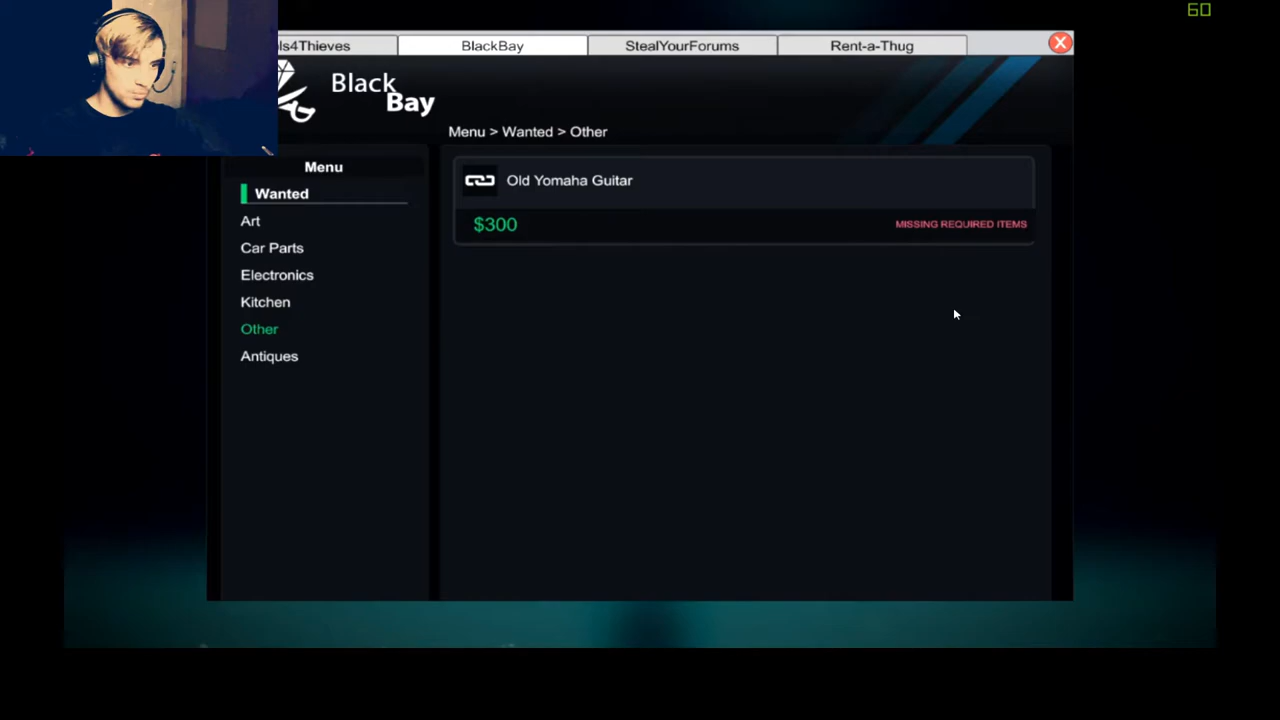 60
ls4Thieves
BlackBay
StealYourForums
Rent-a-Thug
Black
Bay
Menu > Wanted > Other
Menu
Wanted
Art
Car Parts
Electronics
Kitchen
Other
Antiques
Old Yomaha Guitar
$300
MISSING REQUIRED ITEMS